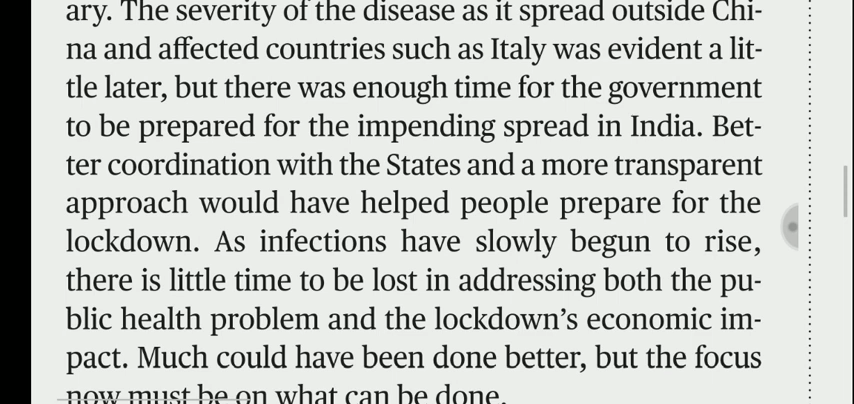 ary. The severity of the disease as it spread outside Chi-
na and affected countries such as Italy was evident a lit-
tle later, but there was enough time for the government
to be prepared for the impending spread in India. Bet-
ter coordination with the States and a more transparent
approach would have helped people prepare for the
lockdown. As infections have slowly begun to rise,
there is little time to be lost in addressing both the pu-
blic health problem and the lockdown’s economic im-
pact. Much could have been done better, but the focus
now must be on what can be done.